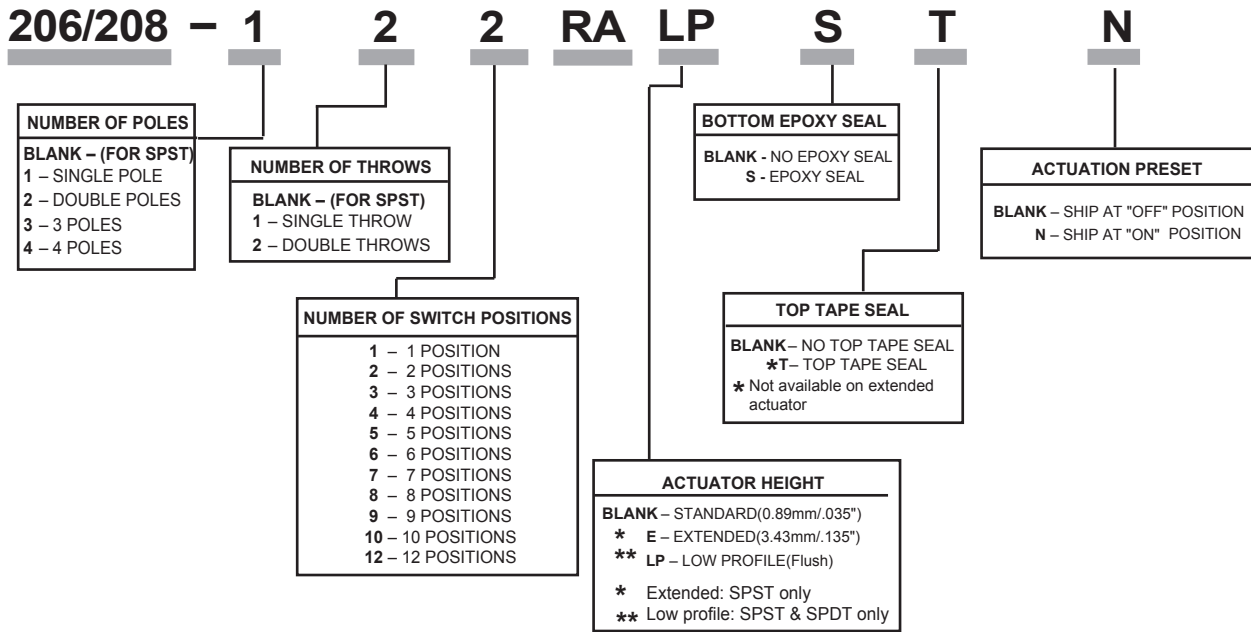 206/208 – 1 2 2 RA LP S T N
NUMBER OF POLES
BLANK – (FOR SPST)
1 – SINGLE POLE
2 – DOUBLE POLES
3 – 3 POLES
4 – 4 POLES
NUMBER OF THROWS
BLANK – (FOR SPST)
1 – SINGLE THROW
2 – DOUBLE THROWS
NUMBER OF SWITCH POSITIONS
1 – 1 POSITION
2 – 2 POSITIONS
3 – 3 POSITIONS
4 – 4 POSITIONS
5 – 5 POSITIONS
6 – 6 POSITIONS
7 – 7 POSITIONS
8 – 8 POSITIONS
9 – 9 POSITIONS
10 – 10 POSITIONS
12 – 12 POSITIONS
ACTUATOR HEIGHT
BLANK – STANDARD(0.89mm/.035")
* E – EXTENDED(3.43mm/.135")
** LP – LOW PROFILE(Flush)
* Extended: SPST only
** Low profile: SPST & SPDT only
BOTTOM EPOXY SEAL
BLANK - NO EPOXY SEAL
S - EPOXY SEAL
TOP TAPE SEAL
BLANK – NO TOP TAPE SEAL
*T– TOP TAPE SEAL
* Not available on extended
actuator
ACTUATION PRESET
BLANK – SHIP AT "OFF" POSITION
N – SHIP AT "ON" POSITION